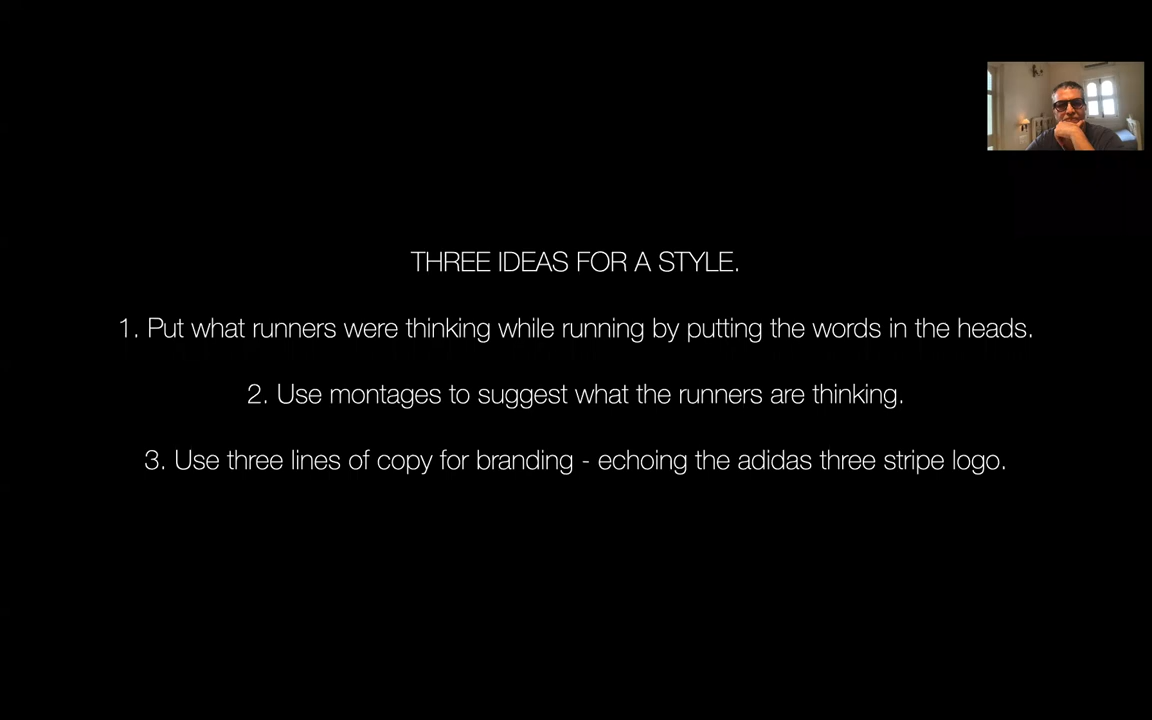 THREE IDEAS FOR A STYLE.
1. Put what runners were thinking while running by putting the words in the heads.
2. Use montages to suggest what the runners are thinking.
3. Use three lines of copy for branding - echoing the adidas three stripe logo.